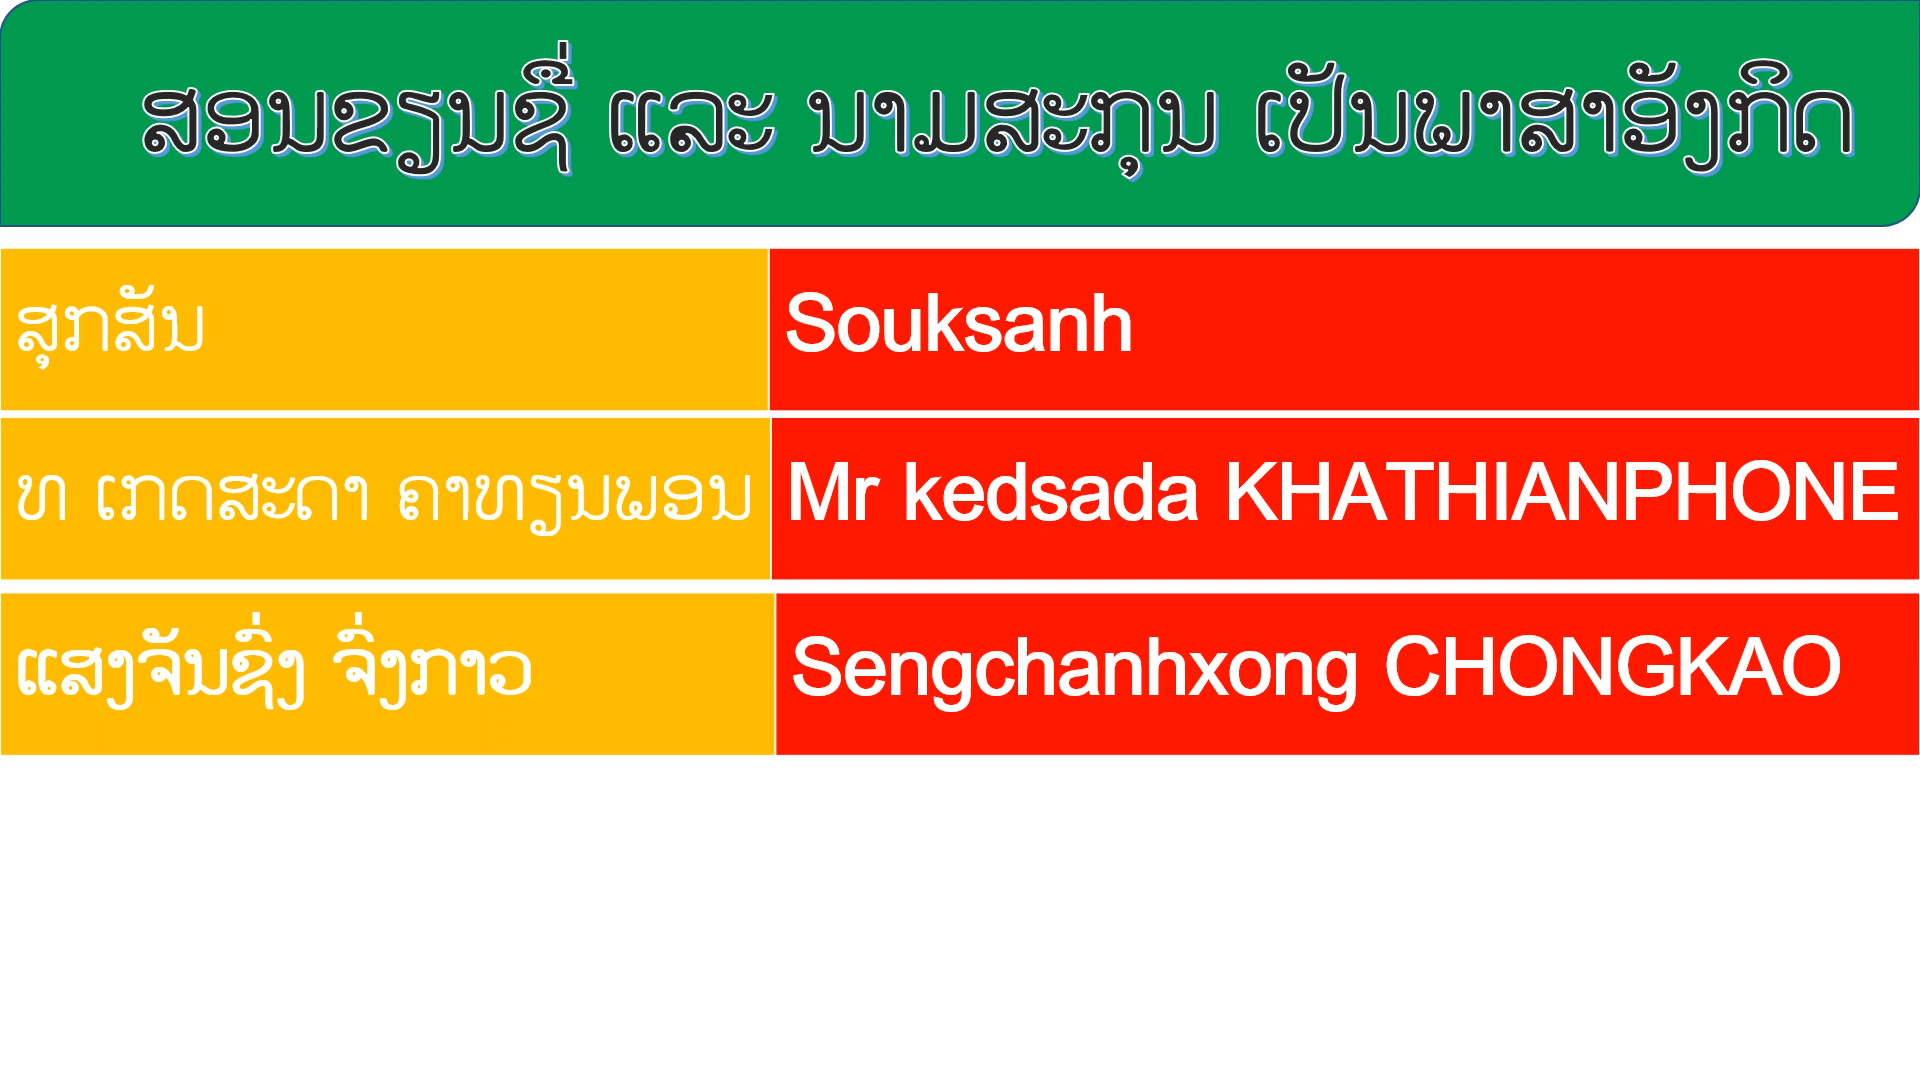 ສອນຂຽນຊື່ ແລະ ນາມສະກຸນ ເປັນພາສາອັງກິດ
ສຸກສັນ Souksanh
ທ ເກດສະດາ ຄາທຽນພອນ Mr kedsada KHATHIANPHONE
ແສງຈັນຊົ່ງ ຈົ່ງກາວ Sengchanhxong CHONGKAO